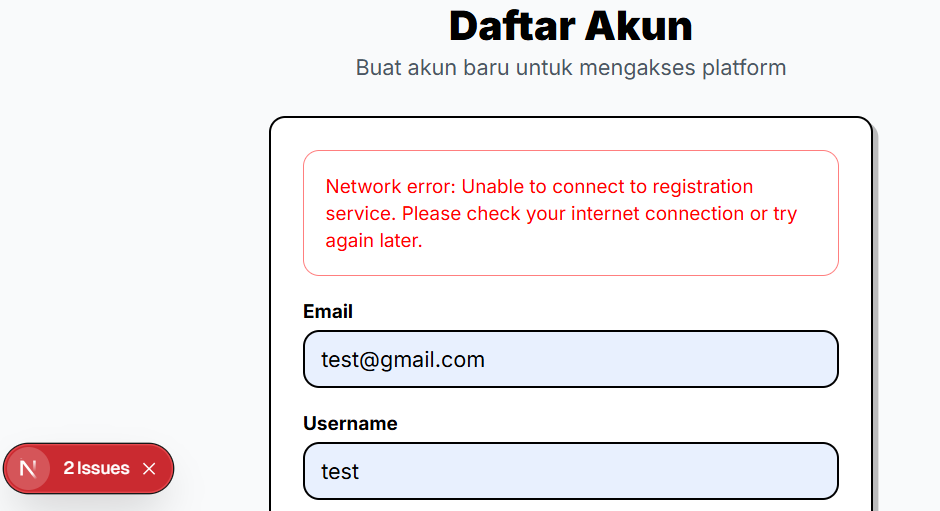 Daftar Akun
Buat akun baru untuk mengakses platform
Network error: Unable to connect to registration
service. Please check your internet connection or try
again later.
Email
test@gmail.com
Username
test
N 2 Issues ×